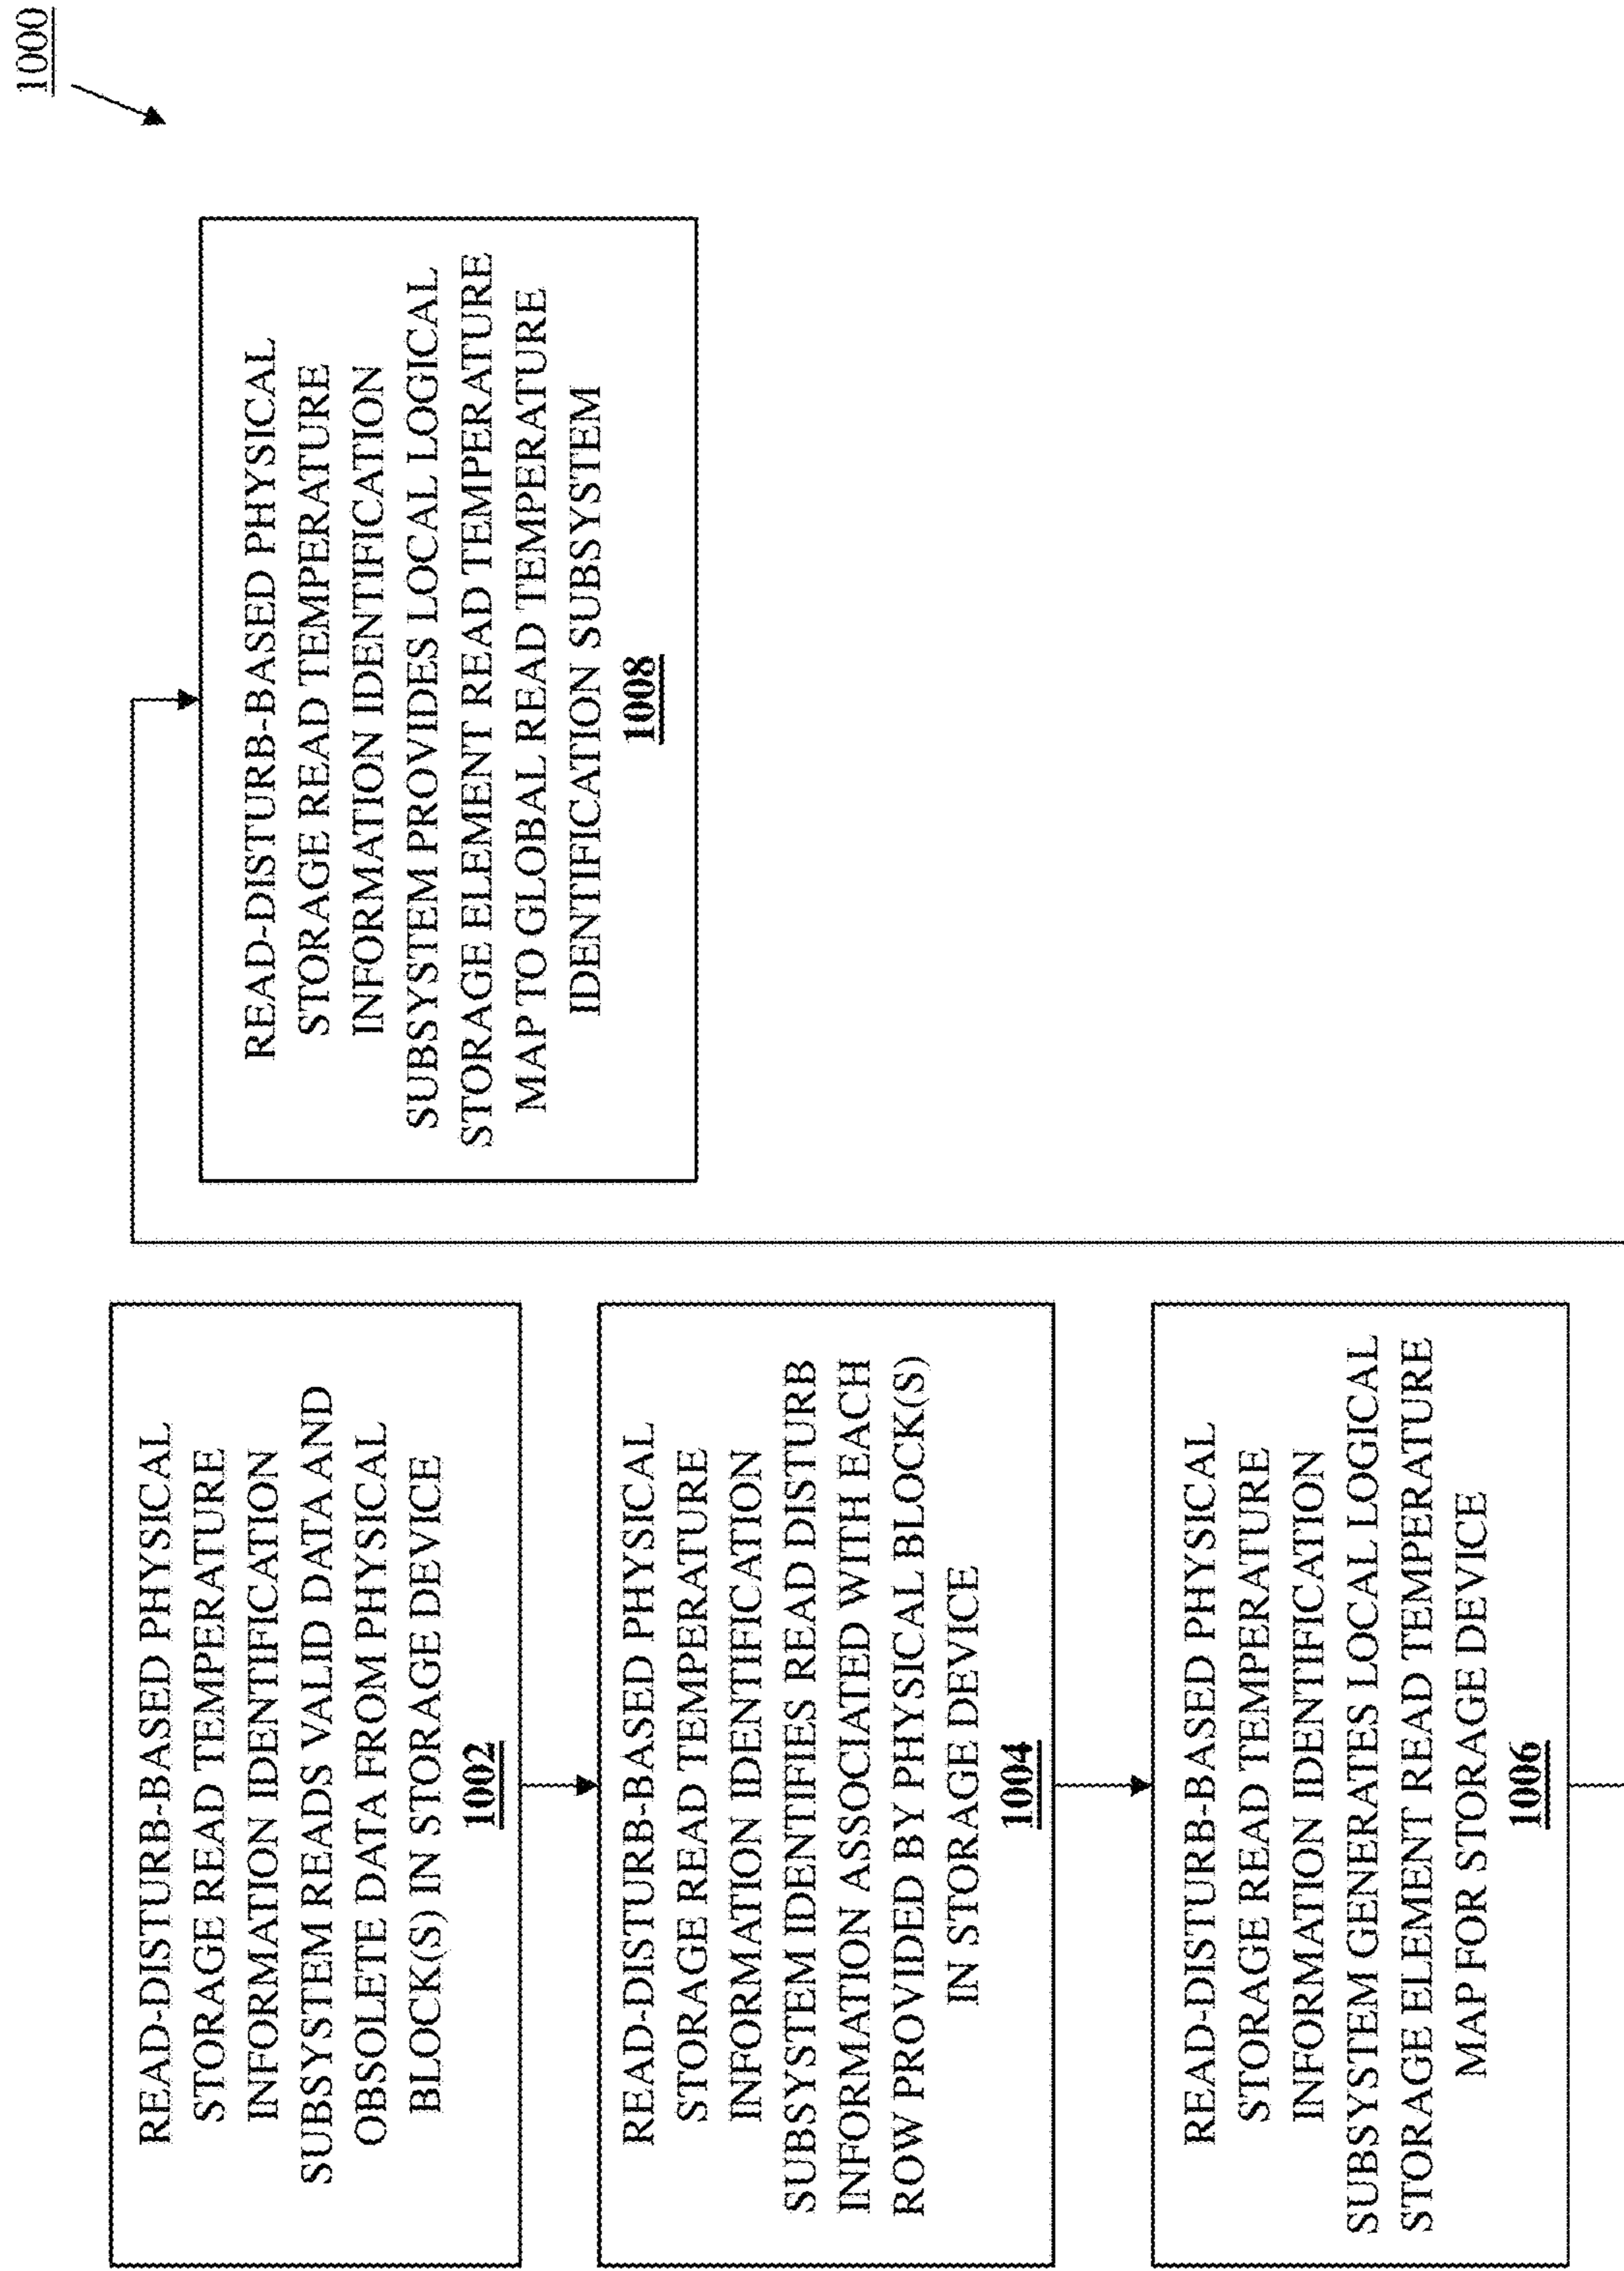 1000
READ-DISTURB-BASED PHYSICAL
STORAGE READ TEMPERATURE
INFORMATION IDENTIFICATION
SUBSYSTEM READS VALID DATA AND
OBSOLETE DATA FROM PHYSICAL
BLOCK(S) IN STORAGE DEVICE
1002
READ-DISTURB-BASED PHYSICAL
STORAGE READ TEMPERATURE
INFORMATION IDENTIFICATION
SUBSYSTEM IDENTIFIES READ DISTURB
INFORMATION ASSOCIATED WITH EACH
ROW PROVIDED BY PHYSICAL BLOCK(S)
IN STORAGE DEVICE
1004
READ-DISTURB-BASED PHYSICAL
STORAGE READ TEMPERATURE
INFORMATION IDENTIFICATION
SUBSYSTEM GENERATES LOCAL LOGICAL
STORAGE ELEMENT READ TEMPERATURE
MAP FOR STORAGE DEVICE
1006
READ-DISTURB-BASED PHYSICAL
STORAGE READ TEMPERATURE
INFORMATION IDENTIFICATION
SUBSYSTEM PROVIDES LOCAL LOGICAL
STORAGE ELEMENT READ TEMPERATURE
MAP TO GLOBAL READ TEMPERATURE
IDENTIFICATION SUBSYSTEM
1008